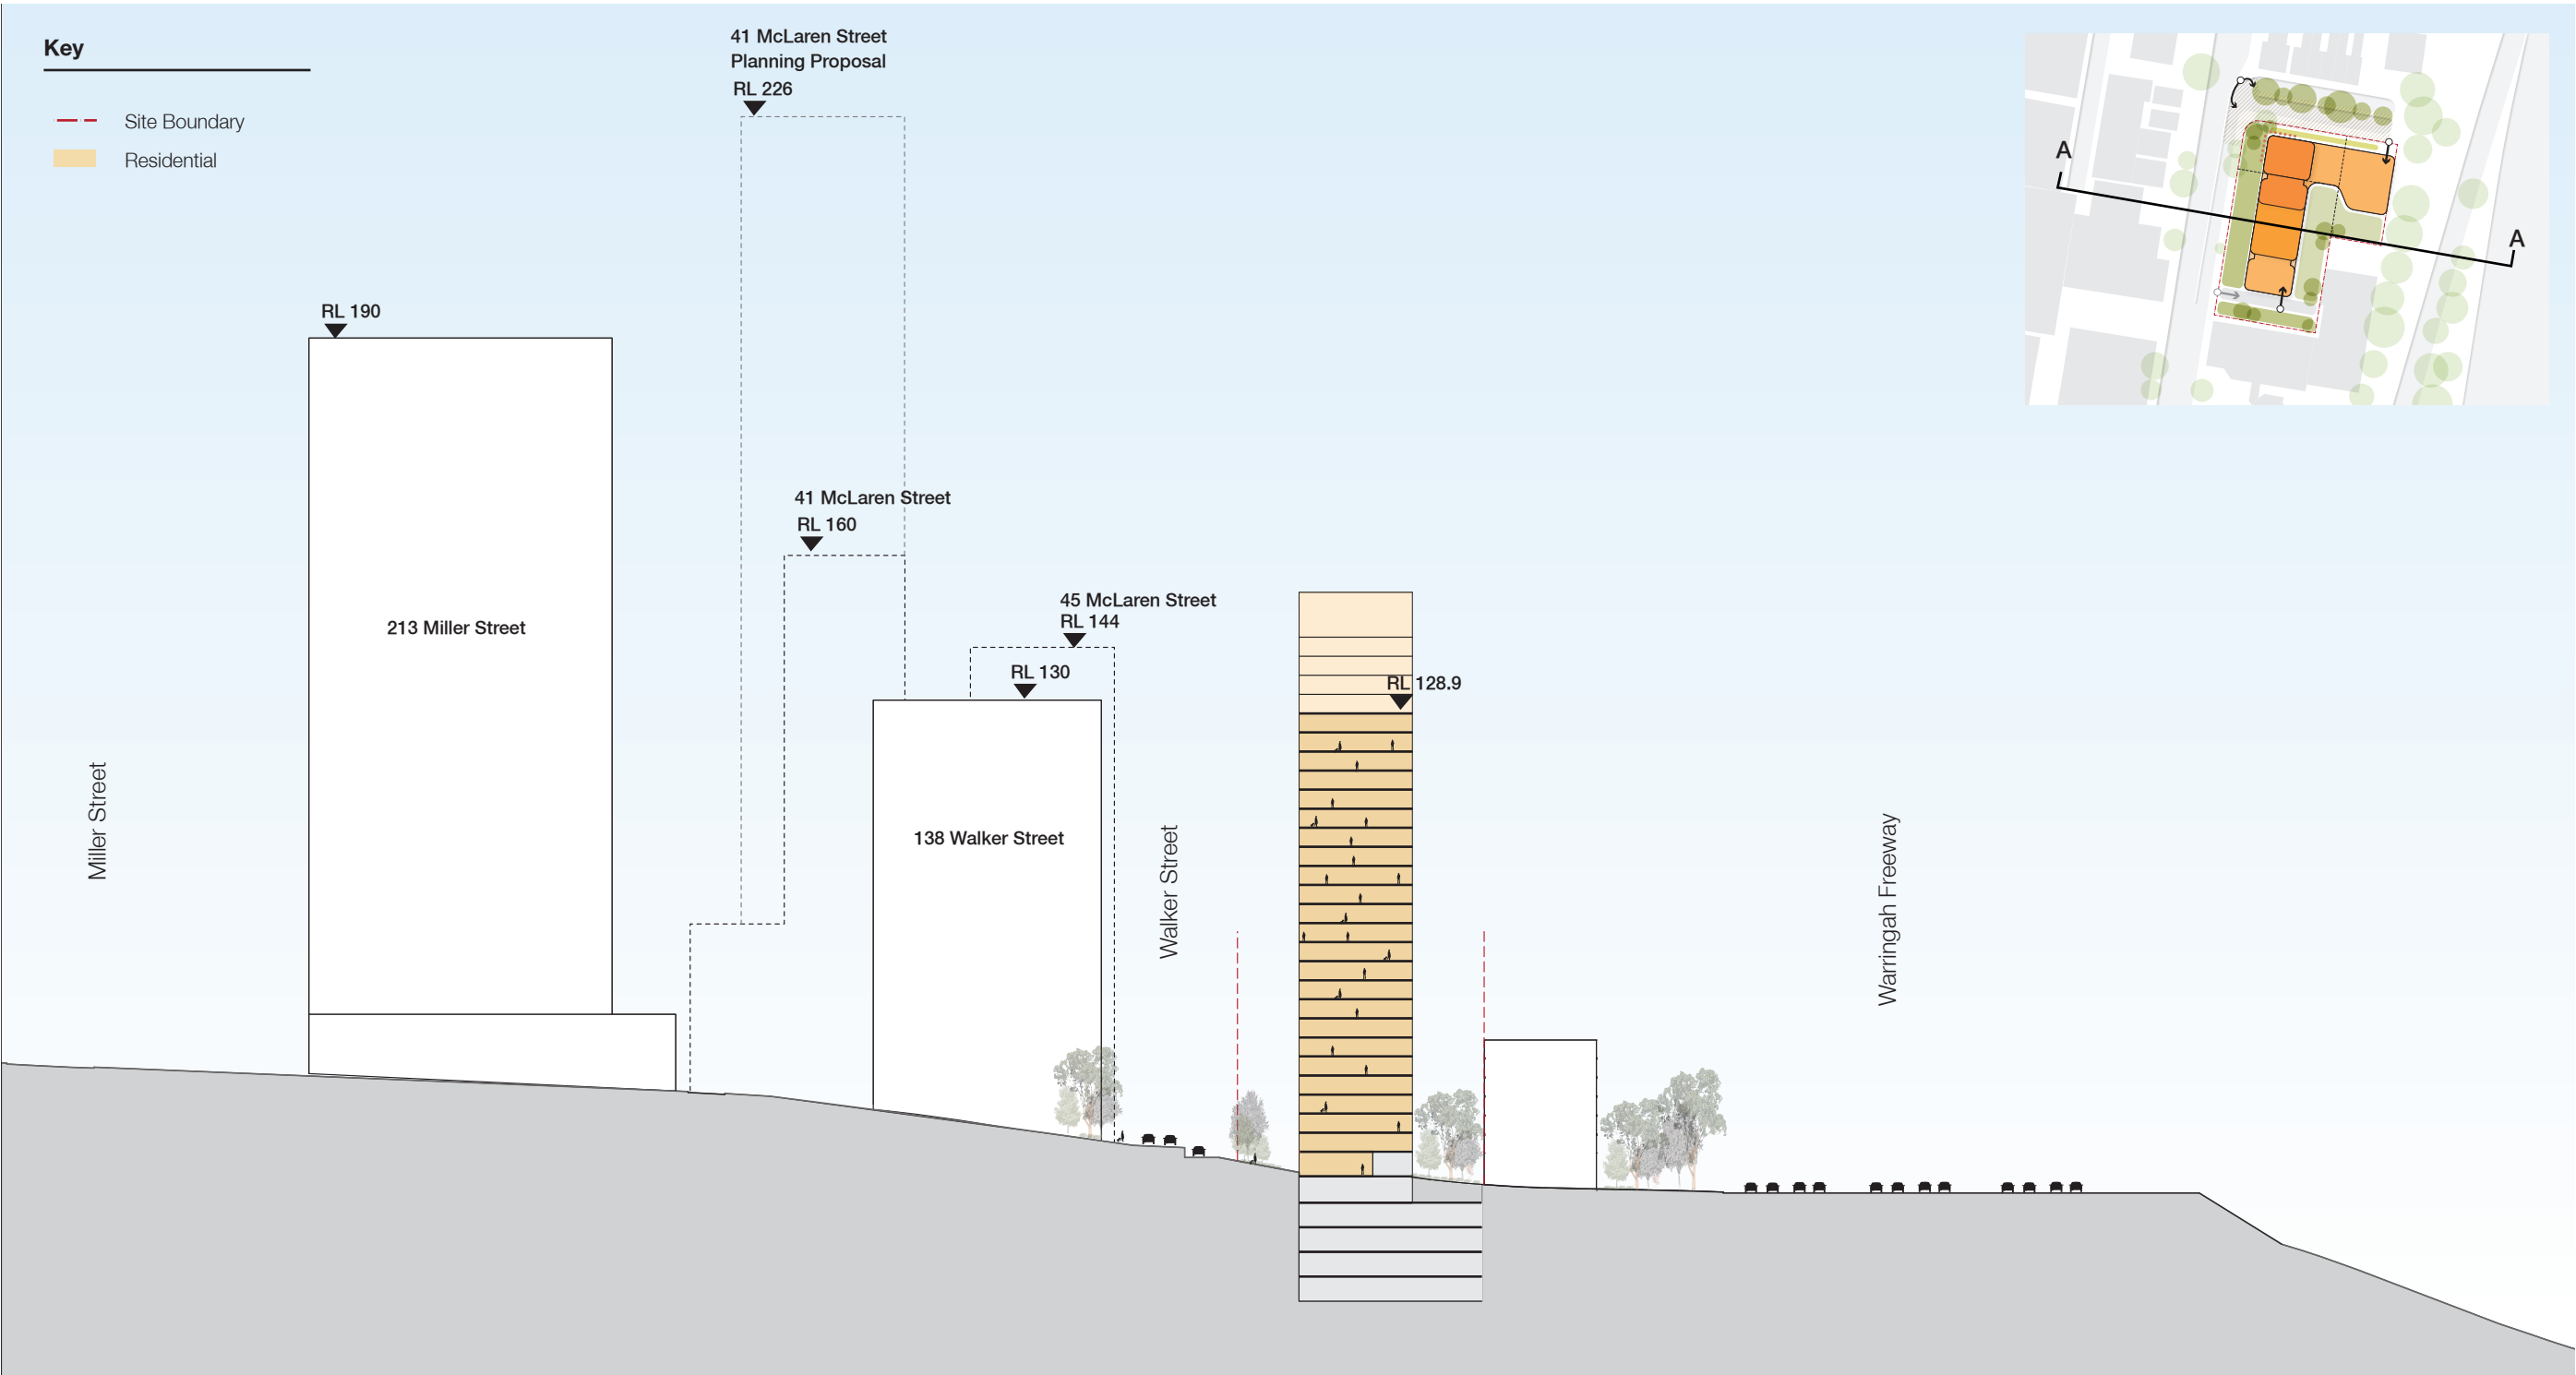 Key
Site Boundary
Residential
41 McLaren Street
Planning Proposal
RL 226
A
A
RL 190
41 McLaren Street
RL 160
45 McLaren Street
RL 144
RL 130
RL 128.9
213 Miller Street
138 Walker Street
Miller Street
Walker Street
Warringah Freeway